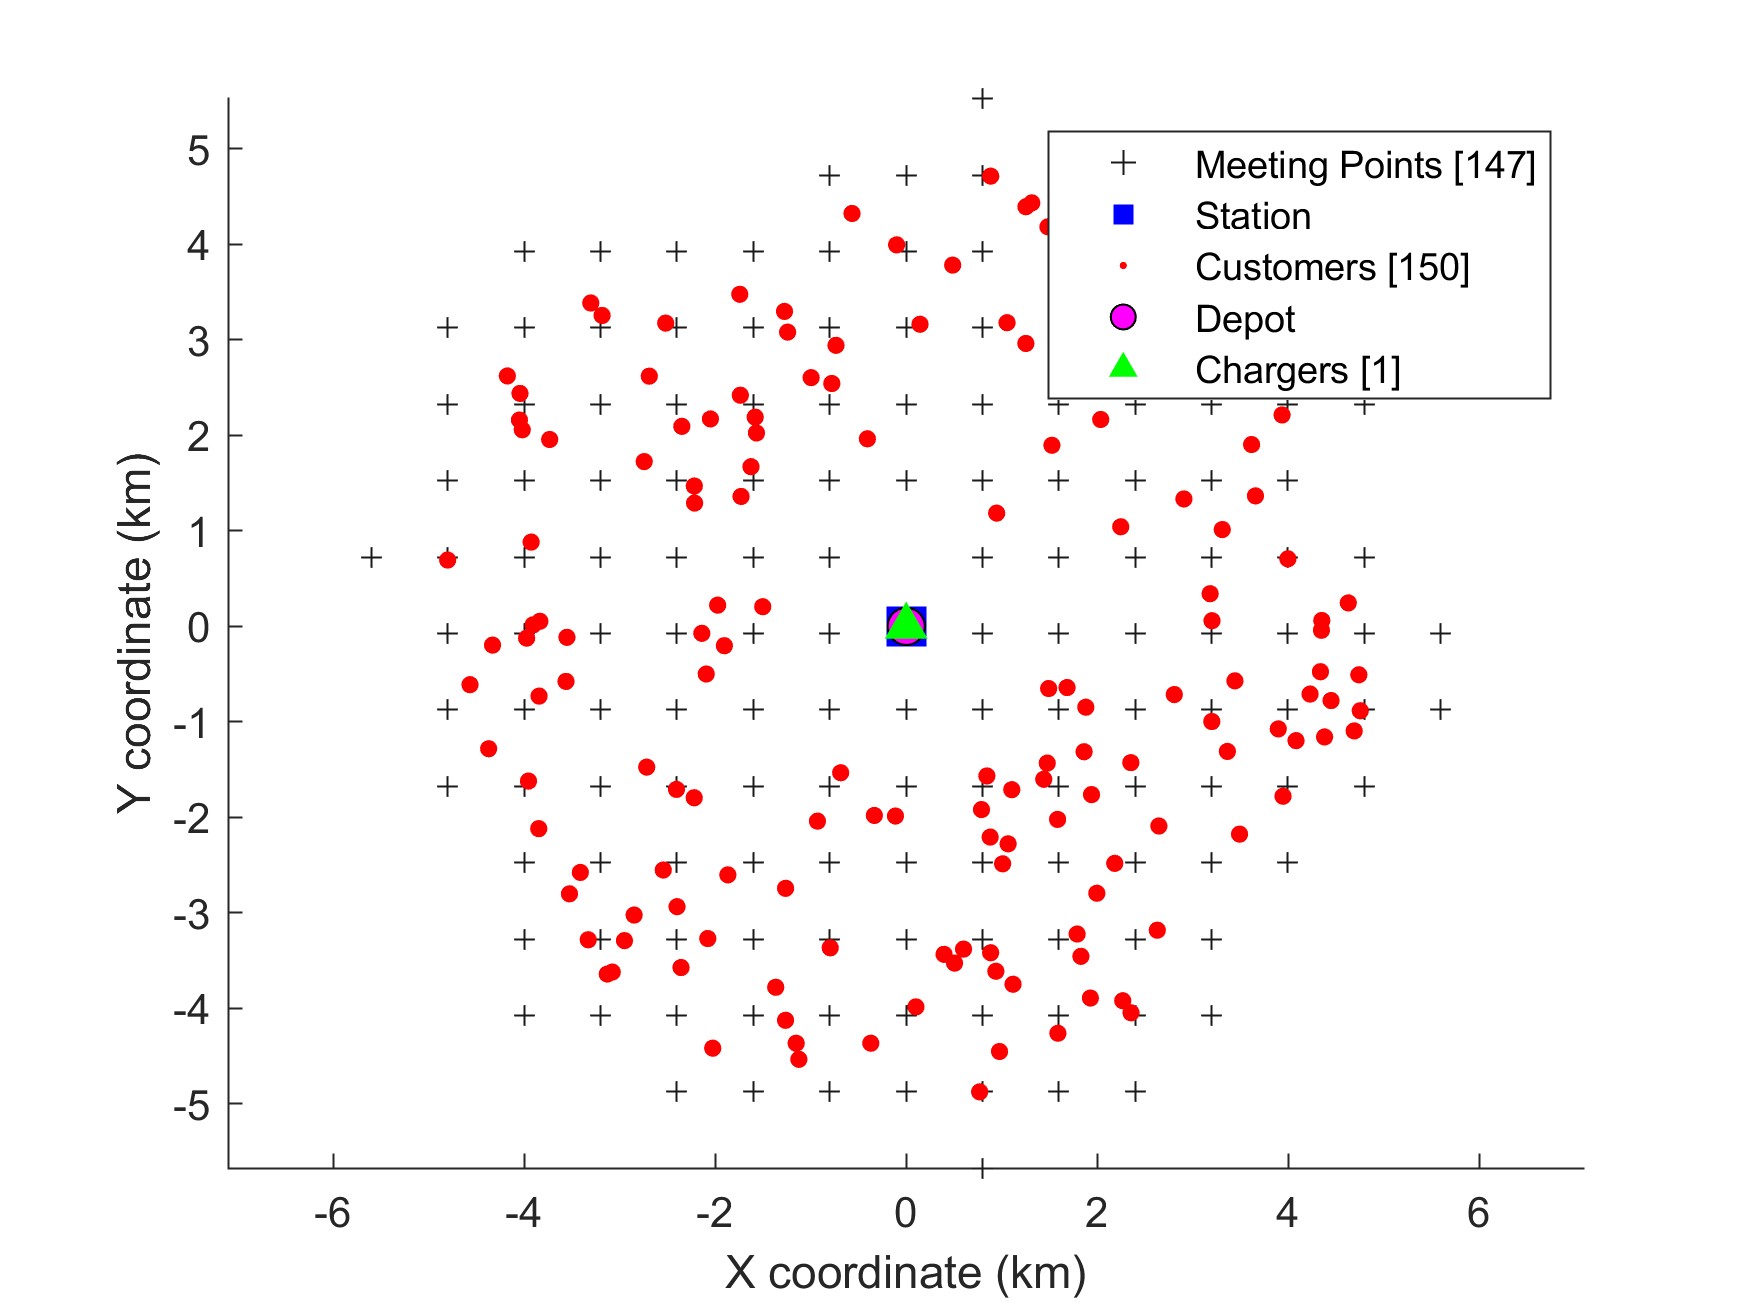 5
4
3
2
1
0
-1
-2
-3
-4
-5
Y coordinate (km)
Meeting Points [147]
Station
Customers [150]
Depot
Chargers [1]
-6 -4 -2 0 2 4 6
X coordinate (km)